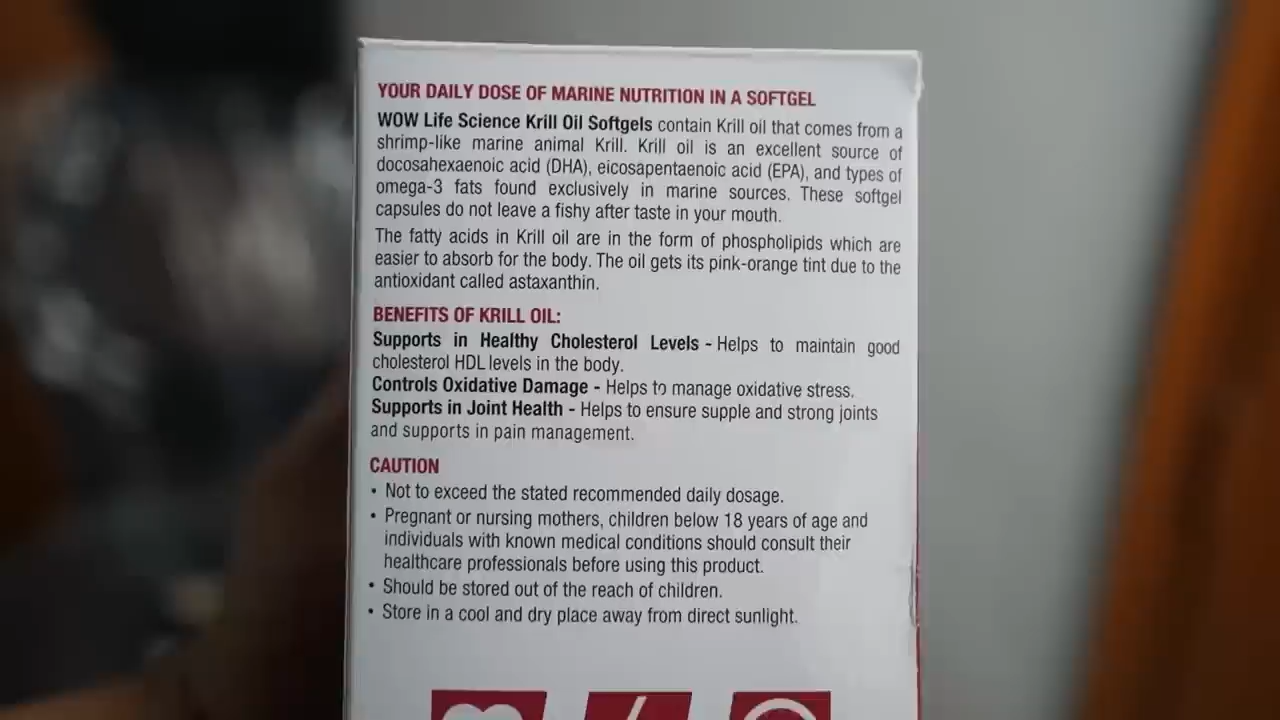 YOUR DAILY DOSE OF MARINE NUTRITION IN A SOFTGEL
WOW Life Science Krill Oil Softgels contain Krill oil that comes from a
shrimp-like marine animal Krill. Krill oil is an excellent source of
docosahexaenoic acid (DHA), eicosapentaenoic acid (EPA), and types of
omega-3 fats found exclusively in marine sources. These softgel
capsules do not leave a fishy after taste in your mouth.
The fatty acids in Krill oil are in the form of phospholipids which are
easier to absorb for the body. The oil gets its pink-orange tint due to the
antioxidant called astaxanthin.
BENEFITS OF KRILL OIL:
Supports in Healthy Cholesterol Levels - Helps to maintain good
cholesterol HDL levels in the body.
Controls Oxidative Damage - Helps to manage oxidative stress.
Supports in Joint Health - Helps to ensure supple and strong joints
and supports in pain management.
CAUTION
• Not to exceed the stated recommended daily dosage.
• Pregnant or nursing mothers, children below 18 years of age and
individuals with known medical conditions should consult their
healthcare professionals before using this product.
• Should be stored out of the reach of children.
• Store in a cool and dry place away from direct sunlight.